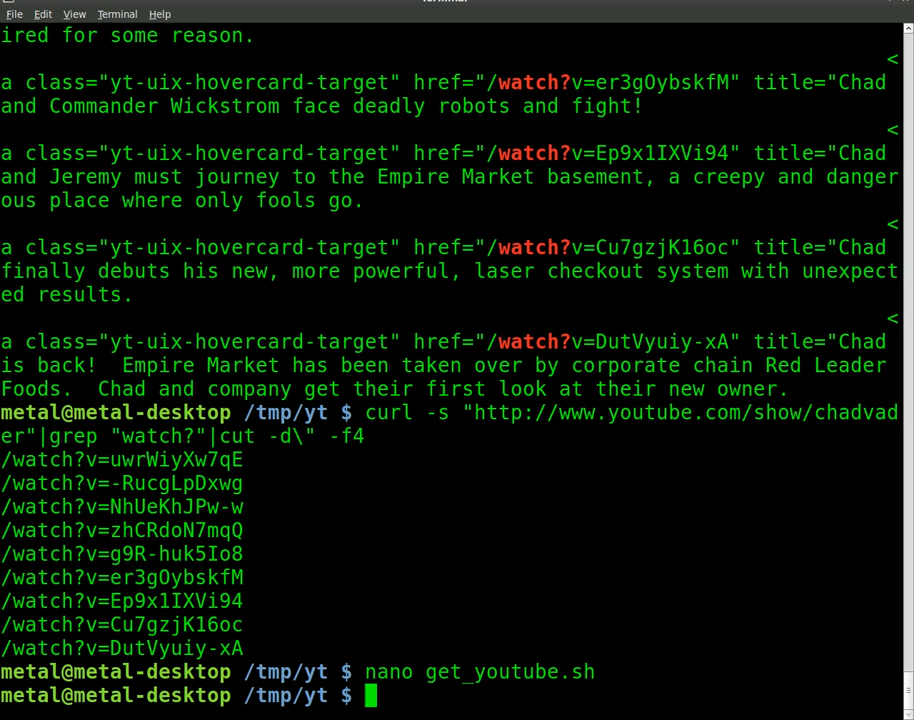 File Edit View Terminal Help
ired for some reason.
<
a class="yt-uix-hovercard-target" href="/watch?v=er3gOybskfM" title="Chad
and Commander Wickstrom face deadly robots and fight!
<
a class="yt-uix-hovercard-target" href="/watch?v=Ep9x1IXVi94" title="Chad
and Jeremy must journey to the Empire Market basement, a creepy and danger
ous place where only fools go.
<
a class="yt-uix-hovercard-target" href="/watch?v=Cu7gzjK16oc" title="Chad
finally debuts his new, more powerful, laser checkout system with unexpect
ed results.
<
a class="yt-uix-hovercard-target" href="/watch?v=DutVyuiy-xA" title="Chad
is back!  Empire Market has been taken over by corporate chain Red Leader
Foods.  Chad and company get their first look at their new owner.
metal@metal-desktop /tmp/yt $ curl -s "http://www.youtube.com/show/chadvad
er"|grep "watch?"|cut -d\" -f4
/watch?v=uwrWiyXw7qE
/watch?v=-RucgLpDxwg
/watch?v=NhUeKhJPw-w
/watch?v=zhCRdoN7mqQ
/watch?v=g9R-huk5Io8
/watch?v=er3gOybskfM
/watch?v=Ep9x1IXVi94
/watch?v=Cu7gzjK16oc
/watch?v=DutVyuiy-xA
metal@metal-desktop /tmp/yt $ nano get_youtube.sh
metal@metal-desktop /tmp/yt $